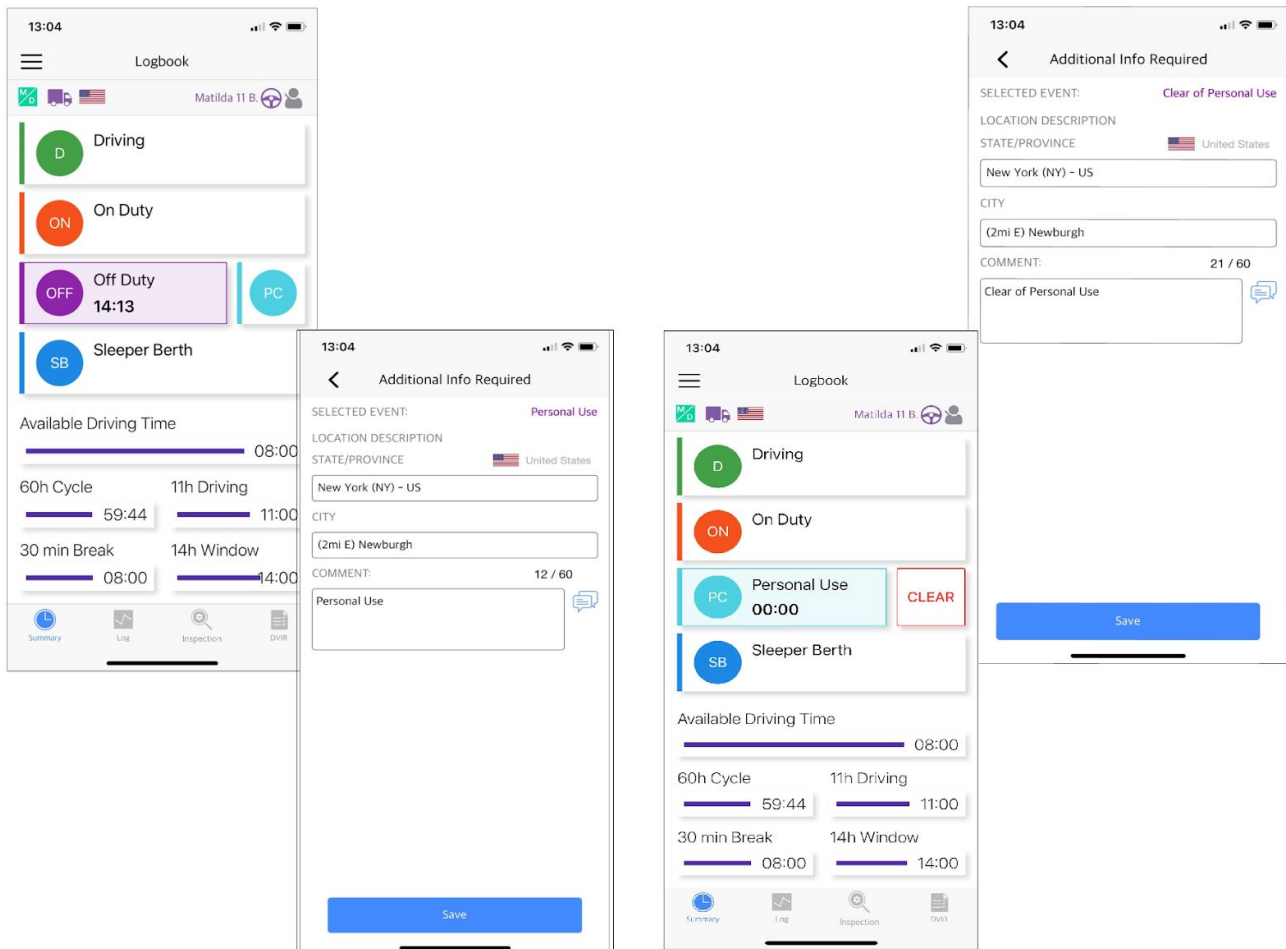 13:04
Logbook
M/D
Matilda 11 B.
D
Driving
ON
On Duty
OFF
Off Duty
14:13
PC
SB
Sleeper Berth
Available Driving Time
08:00
60h Cycle
11h Driving
59:44
11:00
30 min Break
14h Window
08:00
14:00
Summary
Log
Inspection
DVIR
13:04
Additional Info Required
SELECTED EVENT:
Personal Use
LOCATION DESCRIPTION
STATE/PROVINCE
United States
New York (NY) - US
CITY
(2mi E) Newburgh
COMMENT:
12 / 60
Personal Use
Save
13:04
Logbook
M/D
Matilda 11 B.
D
Driving
ON
On Duty
PC
Personal Use
00:00
CLEAR
SB
Sleeper Berth
Available Driving Time
08:00
60h Cycle
11h Driving
59:44
11:00
30 min Break
14h Window
08:00
14:00
Summary
Log
Inspection
DVIR
13:04
Additional Info Required
SELECTED EVENT:
Clear of Personal Use
LOCATION DESCRIPTION
STATE/PROVINCE
United States
New York (NY) - US
CITY
(2mi E) Newburgh
COMMENT:
21 / 60
Clear of Personal Use
Save